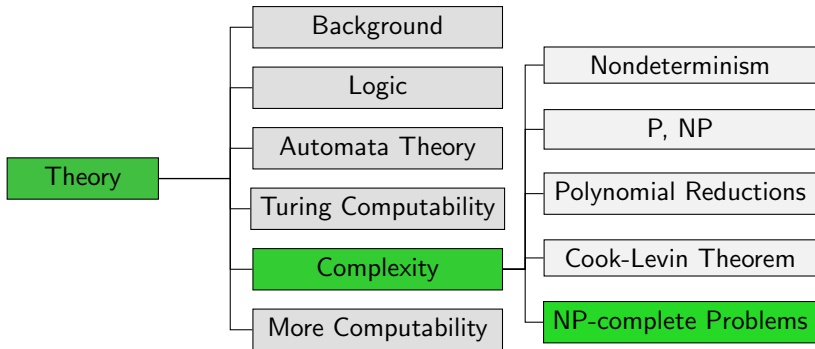 Theory
Background
Logic
Automata Theory
Turing Computability
Complexity
More Computability
Nondeterminism
P, NP
Polynomial Reductions
Cook-Levin Theorem
NP-complete Problems